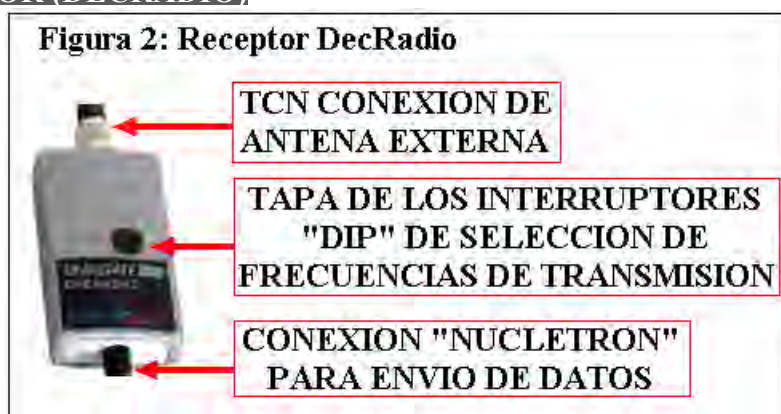 Figura 2: Receptor DecRadio
TCN CONEXION DE
ANTENA EXTERNA
TAPA DE LOS INTERRUPTORES
"DIP" DE SELECCION DE
FRECUENCIAS DE TRANSMISION
CONEXION "NUCLETRON"
PARA ENVIO DE DATOS